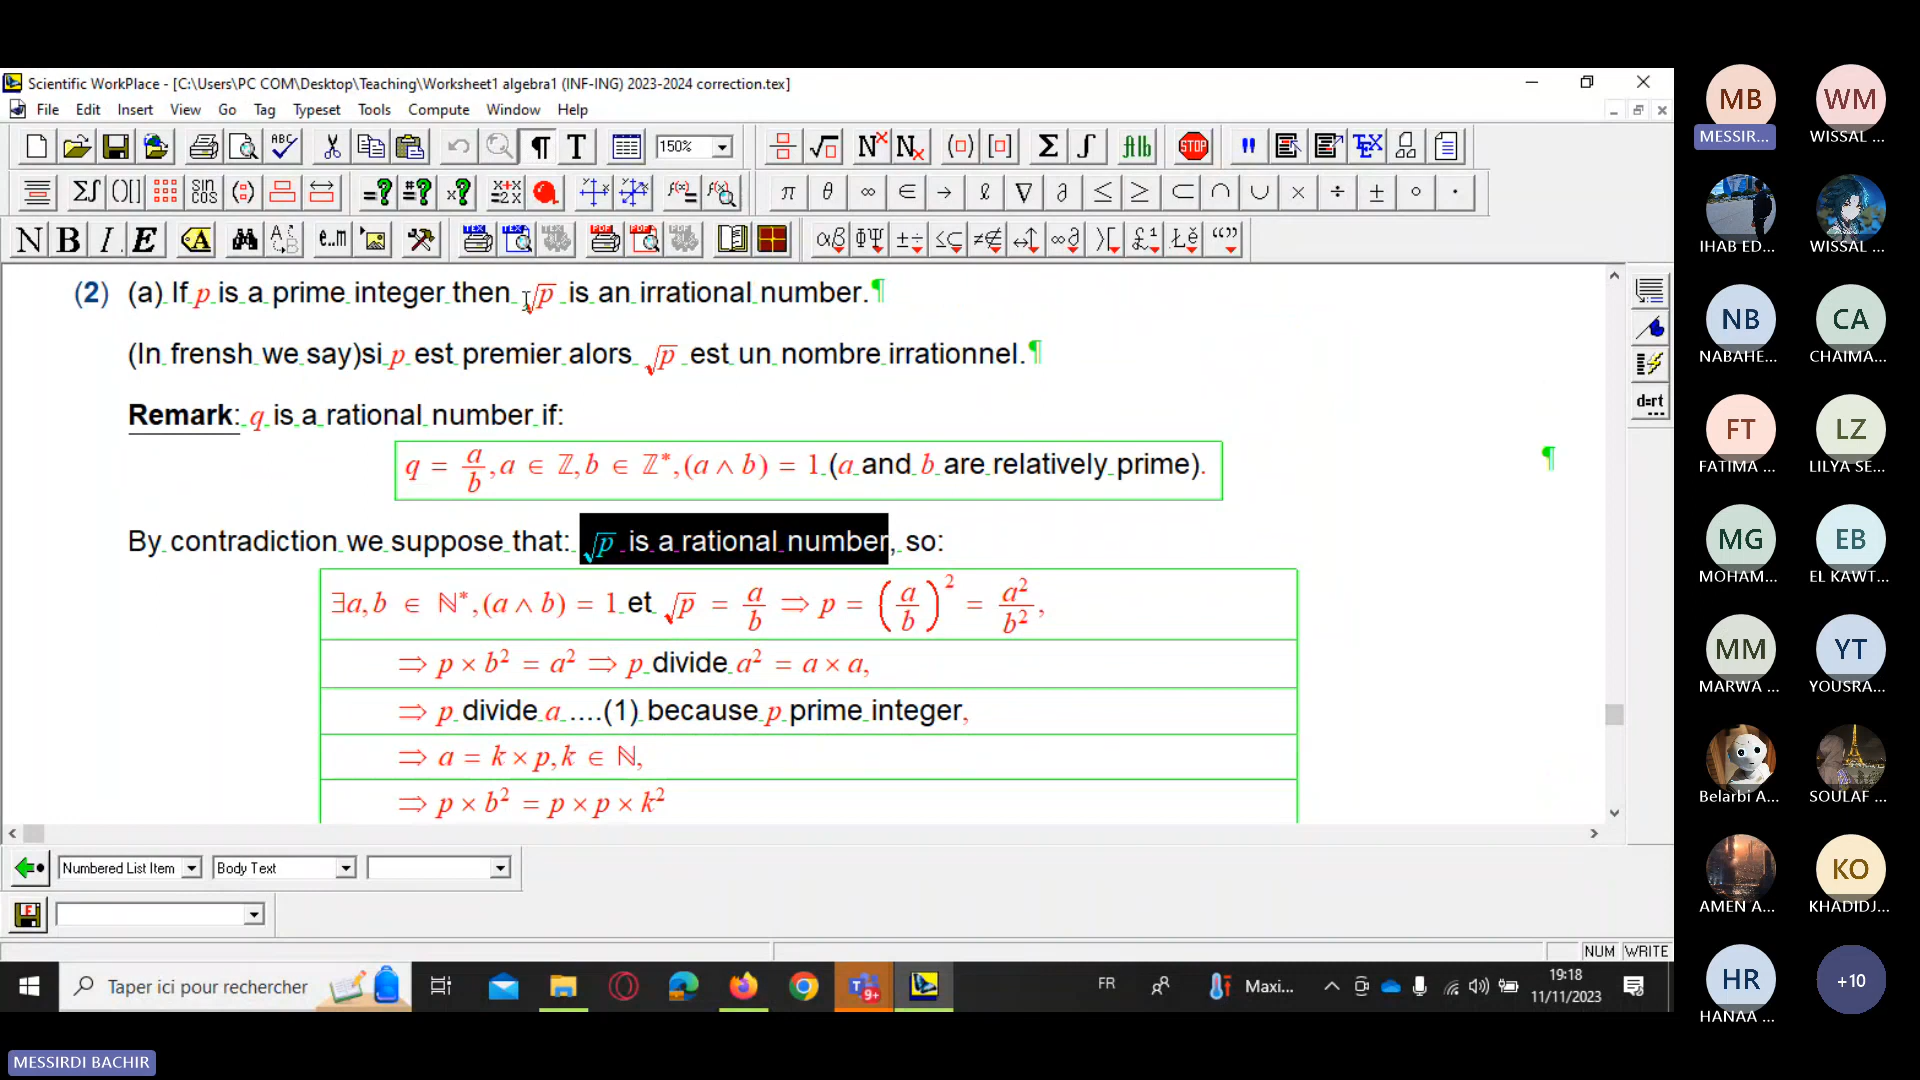 Scientific WorkPlace - [C:\Users\PC COM\Desktop\Teaching\Worksheet1 algebra1 (INF-ING) 2023-2024 correction.tex]
File Edit Insert View Go Tag Typeset Tools Compute Window Help
150%
(2) (a) If p is a prime integer then √p is an irrational number.¶
(In frensh we say)si p est premier alors √p est un nombre irrationnel.¶
Remark: q is a rational number if:
q = a/b, a ∈ ℤ, b ∈ ℤ*, (a ∧ b) = 1 (a and b are relatively prime). ¶
By contradiction we suppose that: √p is a rational number, so:
∃a, b ∈ ℕ*, (a ∧ b) = 1 et √p = a/b ⟹ p = (a/b)² = a²/b²,
⟹ p × b² = a² ⟹ p divide a² = a × a,
⟹ p divide a ....(1) because p prime integer,
⟹ a = k × p, k ∈ ℕ,
⟹ p × b² = p × p × k²
Numbered List Item Body Text
NUM WRITE
Taper ici pour rechercher
FR
Maxi...
19:18
11/11/2023
MB WM
MESSIR... WISSAL ...
IHAB ED... WISSAL ...
NB CA
NABAHE... CHAIMA...
FT LZ
FATIMA ... LILYA SE...
MG EB
MOHAM... EL KAWT...
MM YT
MARWA ... YOUSRA...
Belarbi A... SOULAF ...
KO
AMEN A... KHADIDJ...
HR +10
HANAA ...
MESSIRDI BACHIR